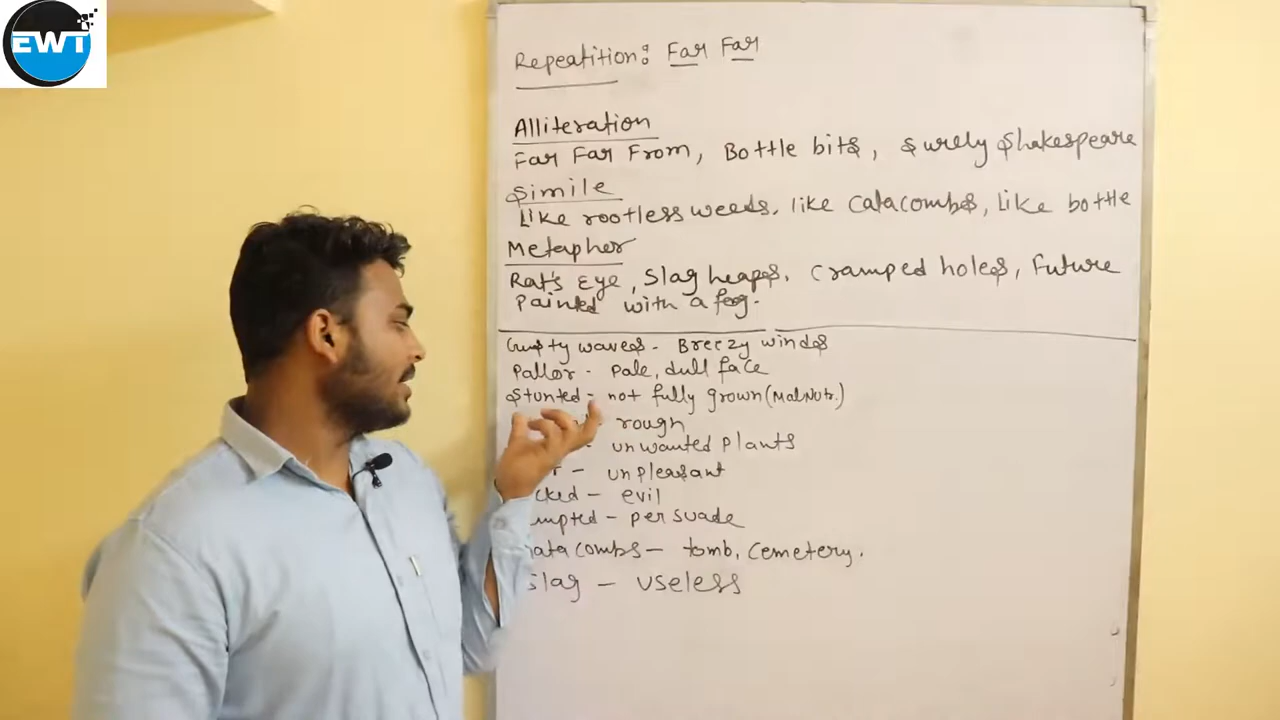 EWT
Repeatition: Far Far
Alliteration
Far Far From, Bottle bits, surely Shakespeare
Simile
Like rootless weeds, like catacombs, Like bottle
Metapher
Rat's Eye, Slag heaps, cramped holes, Future
Painted with a fog.
Gusty waves - Breezy winds
Pallor - pale, dull face
Stunted - not fully grown (MalNutr.)
rough
- unwanted plants
- unpleasant
- evil
- persuade
catacombs - tomb, cemetery.
Slag - useless